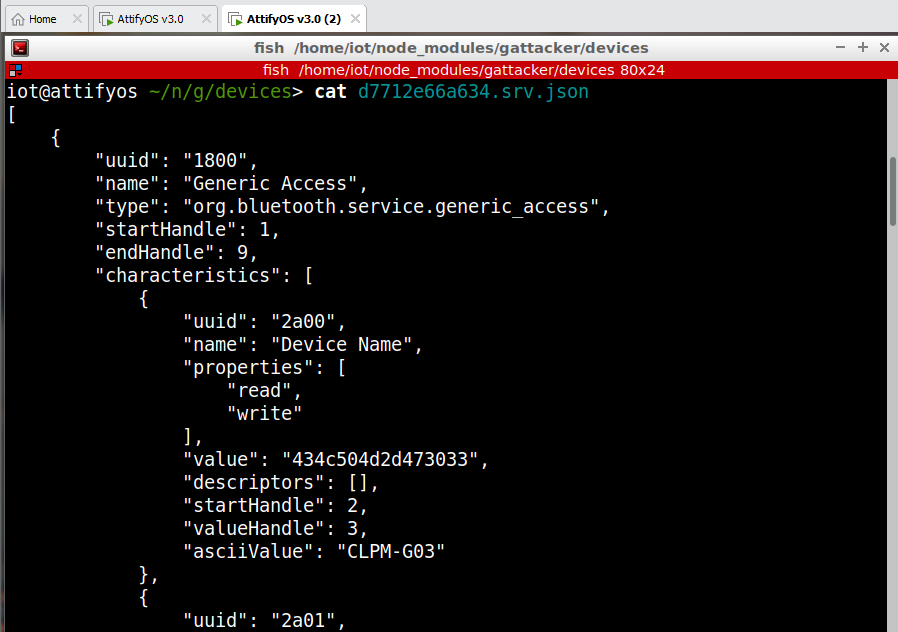 Home AttifyOS v3.0 AttifyOS v3.0 (2)
fish /home/iot/node_modules/gattacker/devices
fish /home/iot/node_modules/gattacker/devices 80x24
iot@attifyos ~/n/g/devices> cat d7712e66a634.srv.json
[
    {
        "uuid": "1800",
        "name": "Generic Access",
        "type": "org.bluetooth.service.generic_access",
        "startHandle": 1,
        "endHandle": 9,
        "characteristics": [
            {
                "uuid": "2a00",
                "name": "Device Name",
                "properties": [
                    "read",
                    "write"
                ],
                "value": "434c504d2d473033",
                "descriptors": [],
                "startHandle": 2,
                "valueHandle": 3,
                "asciiValue": "CLPM-G03"
            },
            {
                "uuid": "2a01",